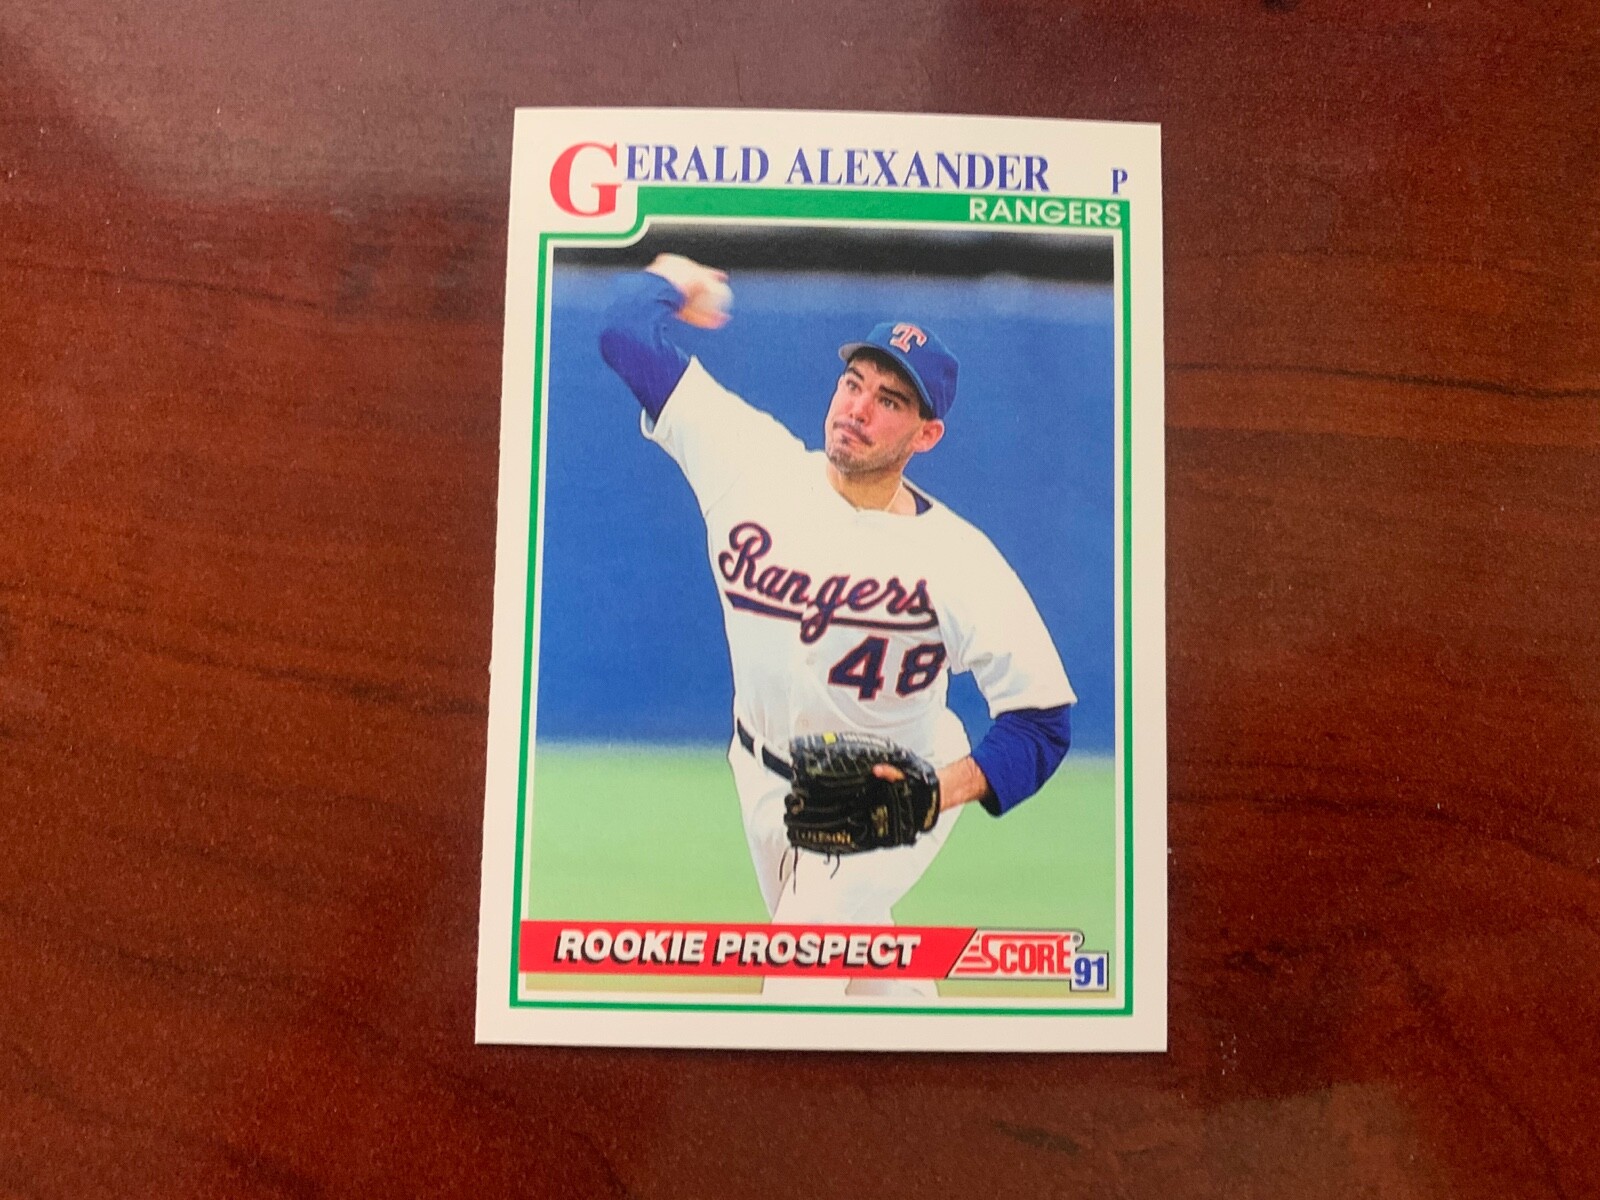 GERALD ALEXANDER P
RANGERS
T
Rangers
48
ROOKIE PROSPECT SCORE® 91